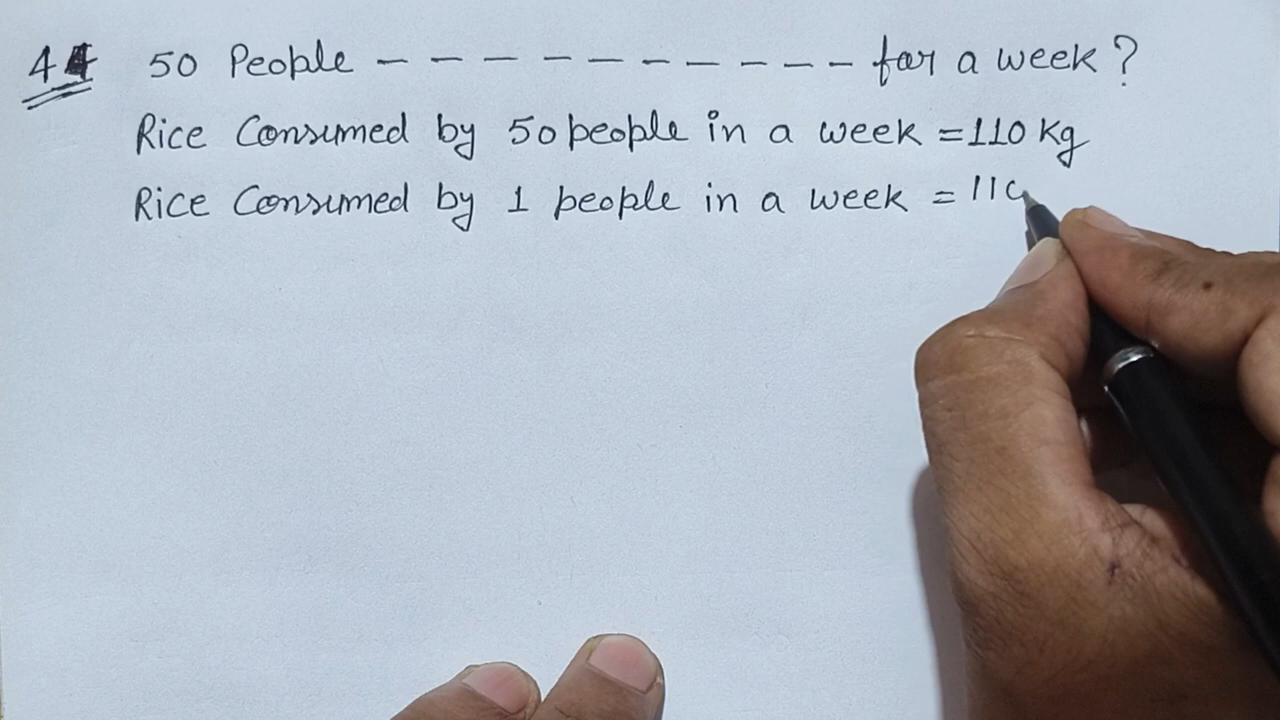 44 50 People - - - - - - - - - - - - for a week?
Rice Consumed by 50 people in a week = 110 Kg
Rice Consumed by 1 people in a week = 110